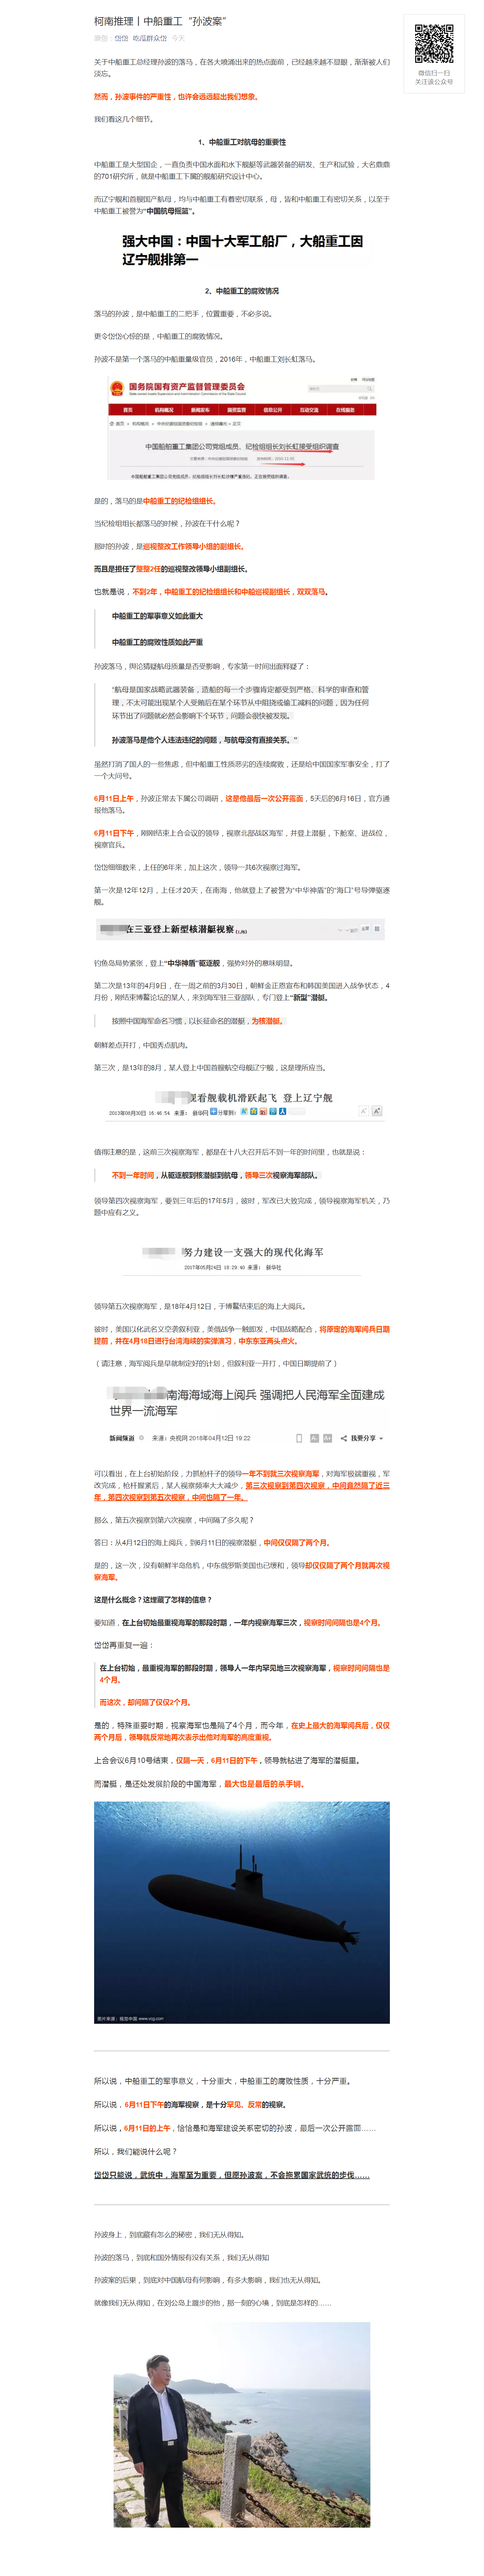 柯南推理丨中船重工“孙波案”
原创： 岱岱 吃瓜群众岱 今天
微信扫一扫
关注该公众号
关于中船重工总经理孙波的落马，在各大喷涌出来的热点面前，已经越来越不显眼，渐渐被人们
淡忘。
然而，孙波事件的严重性，也许会远远超出我们想象。
我们看这几个细节。
1、中船重工对航母的重要性
中船重工是大型国企，一直负责中国水面和水下舰艇等武器装备的研发、生产和试验，大名鼎鼎
的701研究所，就是中船重工下属的舰船研究设计中心。
而辽宁舰和首艘国产航母，均与中船重工有着密切联系，母，皆和中船重工有密切关系，以至于
中船重工被誉为“中国航母摇篮”。
强大中国：中国十大军工船厂，大船重工因
辽宁舰排第一
2、中船重工的腐败情况
落马的孙波，是中船重工的二把手，位置重要，不必多说。
更令岱岱心惊的是，中船重工的腐败情况。
孙波不是第一个落马的中船重量级官员，2016年，中船重工刘长虹落马。
国务院国有资产监督管理委员会
首页 机构概况 新闻发布 国资监管 信息公开 互动交流 在线服务
中国船舶重工集团公司党组成员、纪检组组长刘长虹接受组织调查
是的，落马的是中船重工的纪检组组长。
当纪检组组长都落马的时候，孙波在干什么呢？
那时的孙波，是巡视整改工作领导小组的副组长。
而且是担任了整整2任的巡视整改领导小组副组长。
也就是说，不到2年，中船重工的纪检组组长和中船巡视副组长，双双落马。
中船重工的军事意义如此重大
中船重工的腐败性质如此严重
孙波落马，舆论猜疑航母质量是否受影响，专家第一时间出面释疑了：
“航母是国家战略武器装备，造船的每一个步骤肯定都受到严格、科学的审查和管
理，不太可能出现某个人受贿后在某个环节从中阻挠或偷工减料的问题，因为任何
环节出了问题就必然会影响下个环节，问题会很快被发现。
孙波落马是他个人违法违纪的问题，与航母没有直接关系。”
虽然打消了国人的一些焦虑，但中船重工性质恶劣的连续腐败，还是给中国国家军事安全，打了
一个大问号。
6月11日上午，孙波正常去下属公司调研，这是他最后一次公开露面，5天后的6月16日，官方通
报他落马。
6月11日下午，刚刚结束上合会议的领导，视察北部战区海军，并登上潜艇，下舱室、进战位，
视察官兵。
岱岱细细数来，上任的6年来，加上这次，领导一共6次视察过海军。
第一次是12年12月，上任才20天，在南海，他就登上了被誉为“中华神盾”的“海口”号导弹驱逐
舰。
在三亚登上新型核潜艇视察
钓鱼岛局势紧张，登上“中华神盾”驱逐舰，强势对外的意味明显。
第二次是13年的4月9日，在一周之前的3月30日，朝鲜金正恩宣布和韩国美国进入战争状态，4
月份，刚结束博鳌论坛的某人，来到海军驻三亚部队，专门登上“新型”潜艇。
按照中国海军命名习惯，以长征命名的潜艇，为核潜艇。
朝鲜差点开打，中国秀点肌肉。
第三次，是13年的8月，某人登上中国首艘航空母舰辽宁舰，这是理所应当。
观看舰载机滑跃起飞 登上辽宁舰
2013年08月30日 16:46:54 来源： 新华网 分享到：
值得注意的是，这前三次视察海军，都是在十八大召开后不到一年的时间里，也就是说：
不到一年时间，从驱逐舰到核潜艇到航母，领导三次视察海军部队。
领导第四次视察海军，要到三年后的17年5月，彼时，军改已大致完成，领导视察海军机关，乃
题中应有之义。
努力建设一支强大的现代化海军
2017年05月24日 18:29:40 来源： 新华社
领导第五次视察海军，是18年4月12日，于博鳌结束后的海上大阅兵。
彼时，美国以化武名义空袭叙利亚，美俄战争一触即发，中国战略配合，将原定的海军阅兵日期
提前，并在4月18日进行台湾海峡的实弹演习，中东东亚两头点火。
（请注意，海军阅兵是早就制定好的计划，但叙利亚一开打，中国日期提前了）
南海海域海上阅兵 强调把人民海军全面建成
世界一流海军
新闻频道 来源：央视网 2018年04月12日 19:22 我要分享
可以看出，在上台初始阶段，力抓枪杆子的领导一年不到就三次视察海军，对海军极端重视，军
改完成，枪杆握紧后，某人视察频率大大减少，第三次视察到第四次视察，中间竟然隔了近三
年，第四次视察到第五次视察，中间也隔了一年。
那么，第五次视察到第六次视察，中间隔了多久呢？
答曰：从4月12日的海上阅兵，到6月11日的视察潜艇，中间仅仅隔了两个月。
是的，这一次，没有朝鲜半岛危机，中东俄罗斯美国也已缓和，领导却仅仅隔了两个月就再次视
察海军。
这是什么概念？这埋藏了怎样的信息？
要知道，在上台初始最重视海军的那段时期，一年内视察海军三次，视察时间间隔也是4个月。
岱岱再重复一遍：
在上台初始，最重视海军的那段时期，领导人一年内罕见地三次视察海军，视察时间间隔也是
4个月。
而这次，却间隔了仅仅2个月。
是的，特殊重要时期，视察海军也是隔了4个月，而今年，在史上最大的海军阅兵后，仅仅
两个月后，领导就反常地再次表示出他对海军的高度重视。
上合会议6月10号结束，仅隔一天，6月11日的下午，领导就钻进了海军的潜艇里。
而潜艇，是还处发展阶段的中国海军，最大也是最后的杀手锏。
图片来源：视觉中国 www.vcg.com
所以说，中船重工的军事意义，十分重大，中船重工的腐败性质，十分严重。
所以说，6月11日下午的海军视察，是十分罕见、反常的视察。
所以说，6月11日的上午，恰恰是和海军建设关系密切的孙波，最后一次公开露面……
所以，我们能说什么呢？
岱岱只能说，武统中，海军至为重要，但愿孙波案，不会拖累国家武统的步伐……
孙波身上，到底藏有怎么的秘密，我们无从得知。
孙波的落马，到底和国外情报有没有关系，我们无从得知
孙波案的后果，到底对中国航母有何影响，有多大影响，我们也无从得知。
就像我们无从得知，在刘公岛上踱步的他，那一刻的心境，到底是怎样的……